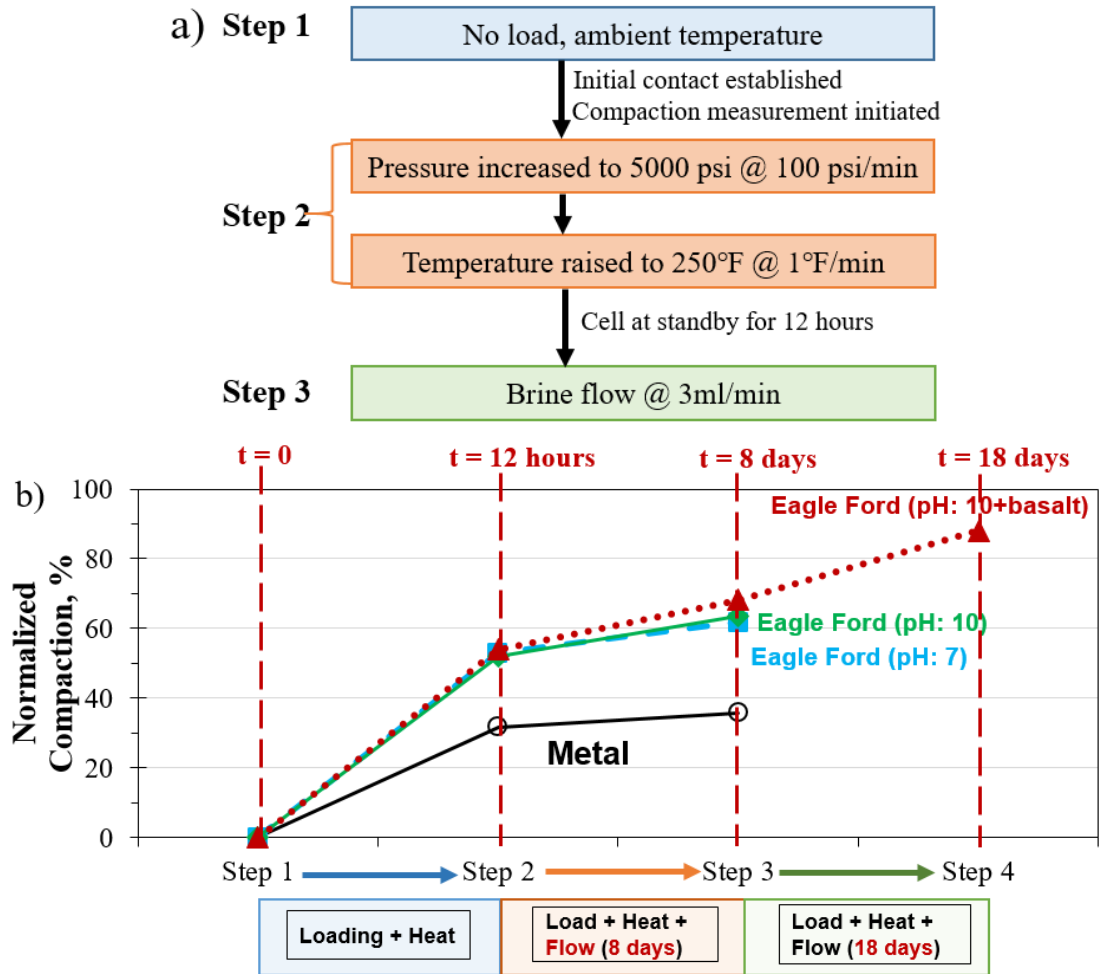 a)
Step 1
No load, ambient temperature
Initial contact established
Compaction measurement initiated
Pressure increased to 5000 psi @ 100 psi/min
Step 2
Temperature raised to 250°F @ 1°F/min
Cell at standby for 12 hours
Step 3
Brine flow @ 3ml/min
t = 0
t = 12 hours
t = 8 days
t = 18 days
b)
Normalized
Compaction, %
100
80
60
40
20
0
Eagle Ford (pH: 10+basalt)
Eagle Ford (pH: 10)
Eagle Ford (pH: 7)
Metal
Step 1
Step 2
Step 3
Step 4
Loading + Heat
Load + Heat +
Flow (8 days)
Load + Heat +
Flow (18 days)